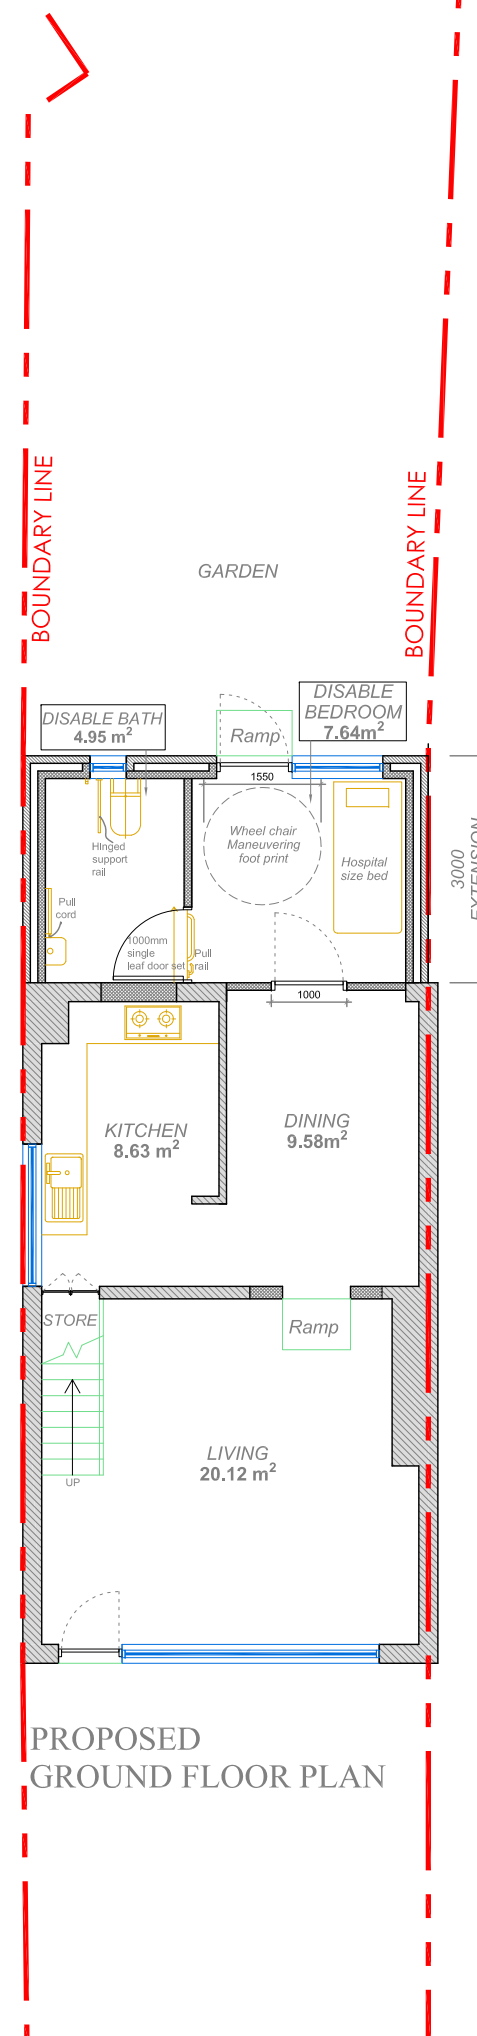 BOUNDARY LINE
BOUNDARY LINE
GARDEN
DISABLE BATH
4.95 m²
Ramp
DISABLE
BEDROOM
7.64m²
1550
3000
EXTENSION
HInged
support
rail
Wheel chair
Maneuvering
foot print
Hospital
size bed
Pull
cord
1000mm
single
leaf door set
Pull
rail
1000
KITCHEN
8.63 m²
DINING
9.58m²
STORE
Ramp
UP
LIVING
20.12 m²
PROPOSED
GROUND FLOOR PLAN